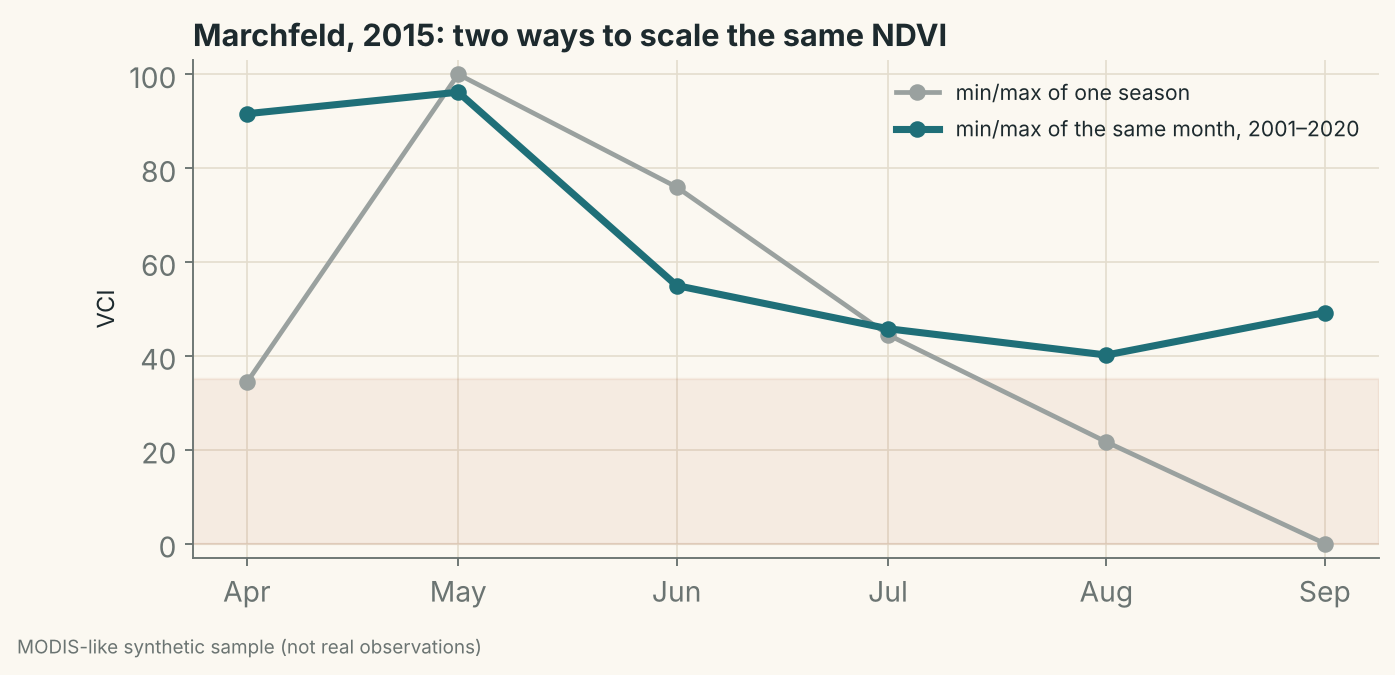 Marchfeld, 2015: two ways to scale the same NDVI
min/max of one season
min/max of the same month, 2001–2020
VCI
100
80
60
40
20
0
Apr May Jun Jul Aug Sep
MODIS-like synthetic sample (not real observations)